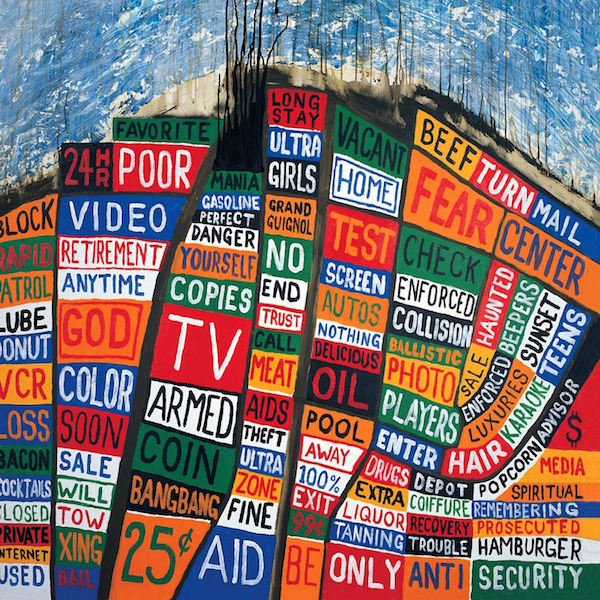 BLOCK
RAPID
PATROL
LUBE
DONUT
VCR
LOSS
BACON
COCKTAILS
CLOSED
PRIVATE
INTERNET
USED
24HR
FAVORITE
POOR
VIDEO
RETIREMENT
ANYTIME
GOD
COLOR
SOON
SALE
WILL
TOW
XING
BAIL
MANIA
GASOLINE
PERFECT
DANGER
YOURSELF
COPIES
TV
ARMED
COIN
BANGBANG
25¢
LONG
STAY
ULTRA
GIRLS
GRAND
GUIGNOL
NO
END
TRUST
CALL
MEAT
AIDS
THEFT
ULTRA
ZONE
FINE
AID
VACANT
HOME
TEST
SCREEN
AUTOS
NOTHING
DELICIOUS
OIL
POOL
AWAY
100%
EXIT
99¢
BE
BEEF
TURN
MAIL
FEAR
CENTER
CHECK
ENFORCED
COLLISION
BALLISTIC
PHOTO
PLAYERS
ENTER
DRUGS
EXTRA
LIQUOR
TANNING
ONLY
SALE
HAUNTED
ENFORCED
BEEPERS
LUXURIES
SUNSET
KARAOKE
TEENS
HAIR
POPCORN
ADVISOR
DEPOT
COIFFURE
RECOVERY
TROUBLE
ANTI
$
MEDIA
SPIRITUAL
REMEMBERING
PROSECUTED
HAMBURGER
SECURITY